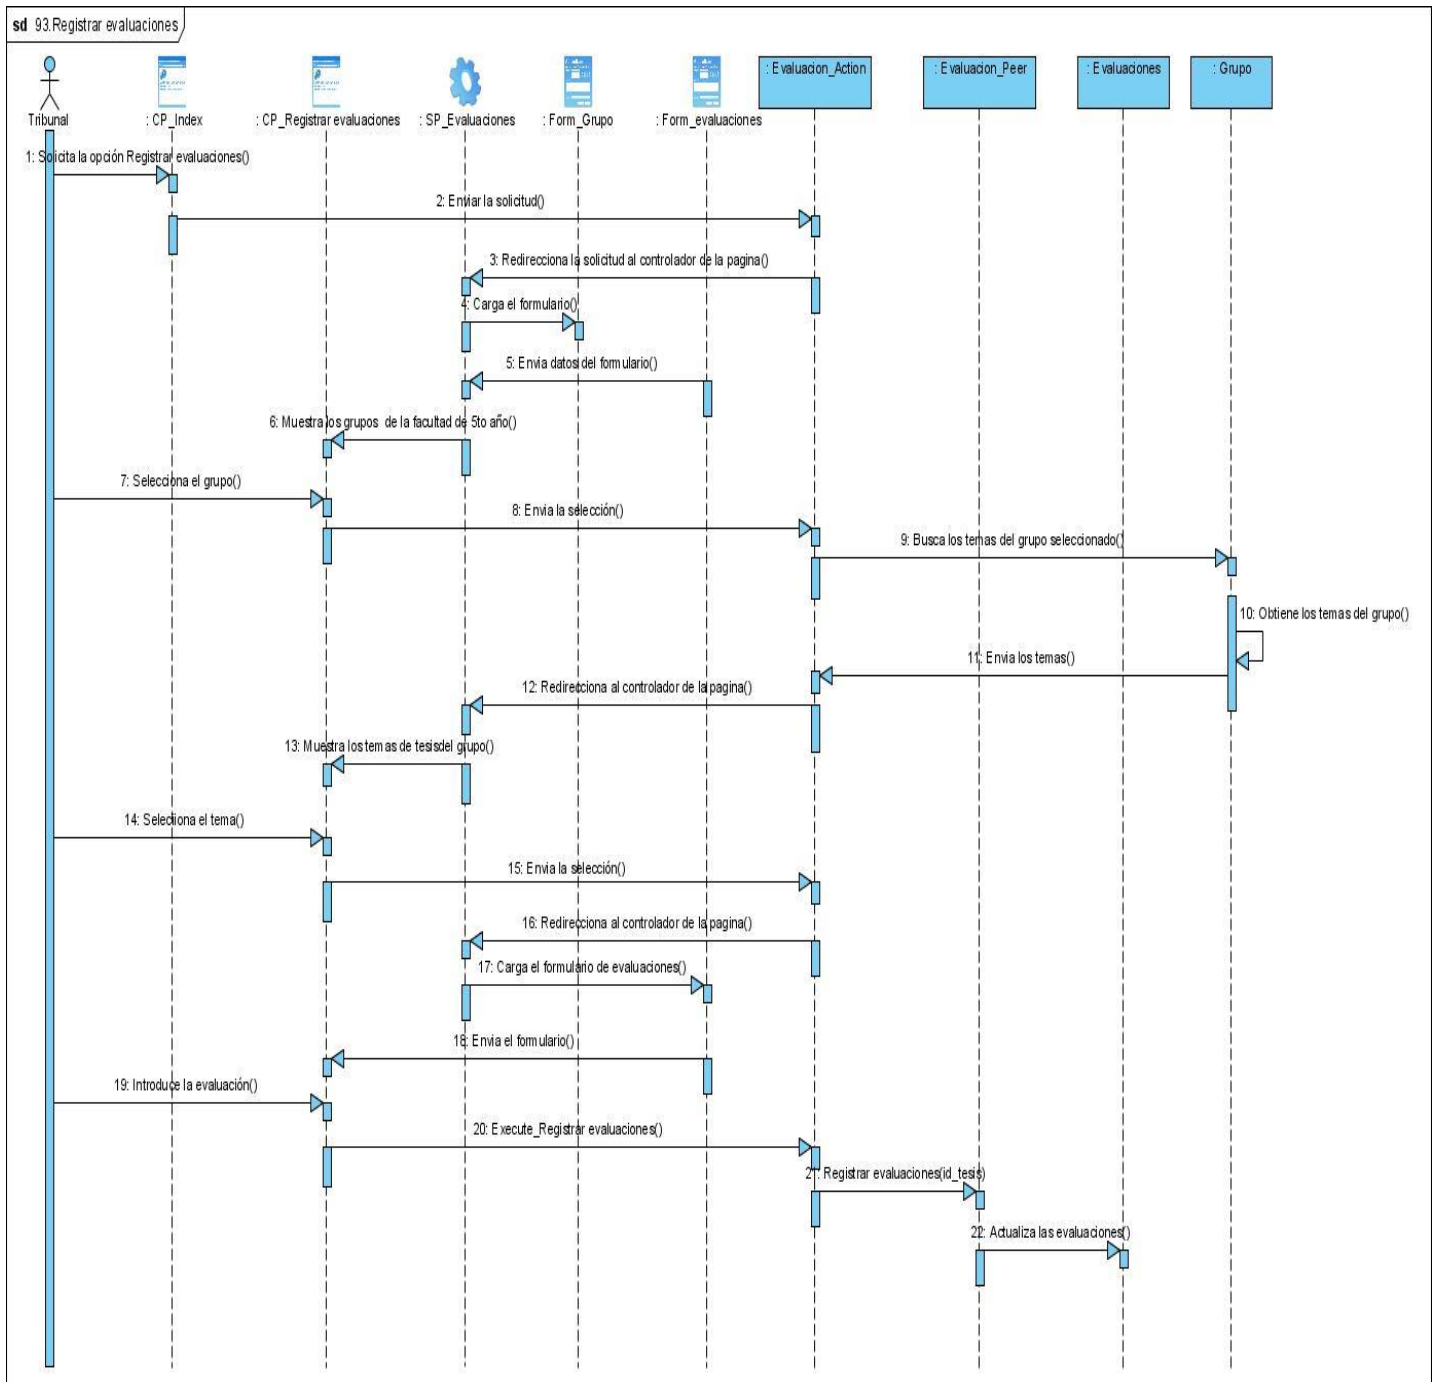 sd 93.Registrar evaluaciones
: Evaluacion_Action
: Evaluacion_Peer
: Evaluaciones
: Grupo
Tribunal
: CP_Index
: CP_Registrar evaluaciones
: SP_Evaluaciones
: Form_Grupo
: Form_evaluaciones
1: Solicita la opción Registrar evaluaciones()
2: Enviar la solicitud()
3: Redirecciona la solicitud al controlador de la pagina()
4: Carga el formulario()
5: Envia datos del formulario()
6: Muestra los grupos de la facultad de 5to año()
7: Selecciona el grupo()
8: Envia la selección()
9: Busca los temas del grupo seleccionado()
10: Obtiene los temas del grupo()
11: Envia los temas()
12: Redirecciona al controlador de la pagina()
13: Muestra los temas de tesisdel grupo()
14: Selectiona el tema()
15: Envia la selección()
16: Redirecciona al controlador de la pagina()
17: Carga el formulario de evaluaciones()
18: Envia el formulario()
19: Introduce la evaluación()
20: Execute_Registrar evaluaciones()
21: Registrar evaluaciones(id_tesis)
22: Actualiza las evaluaciones()